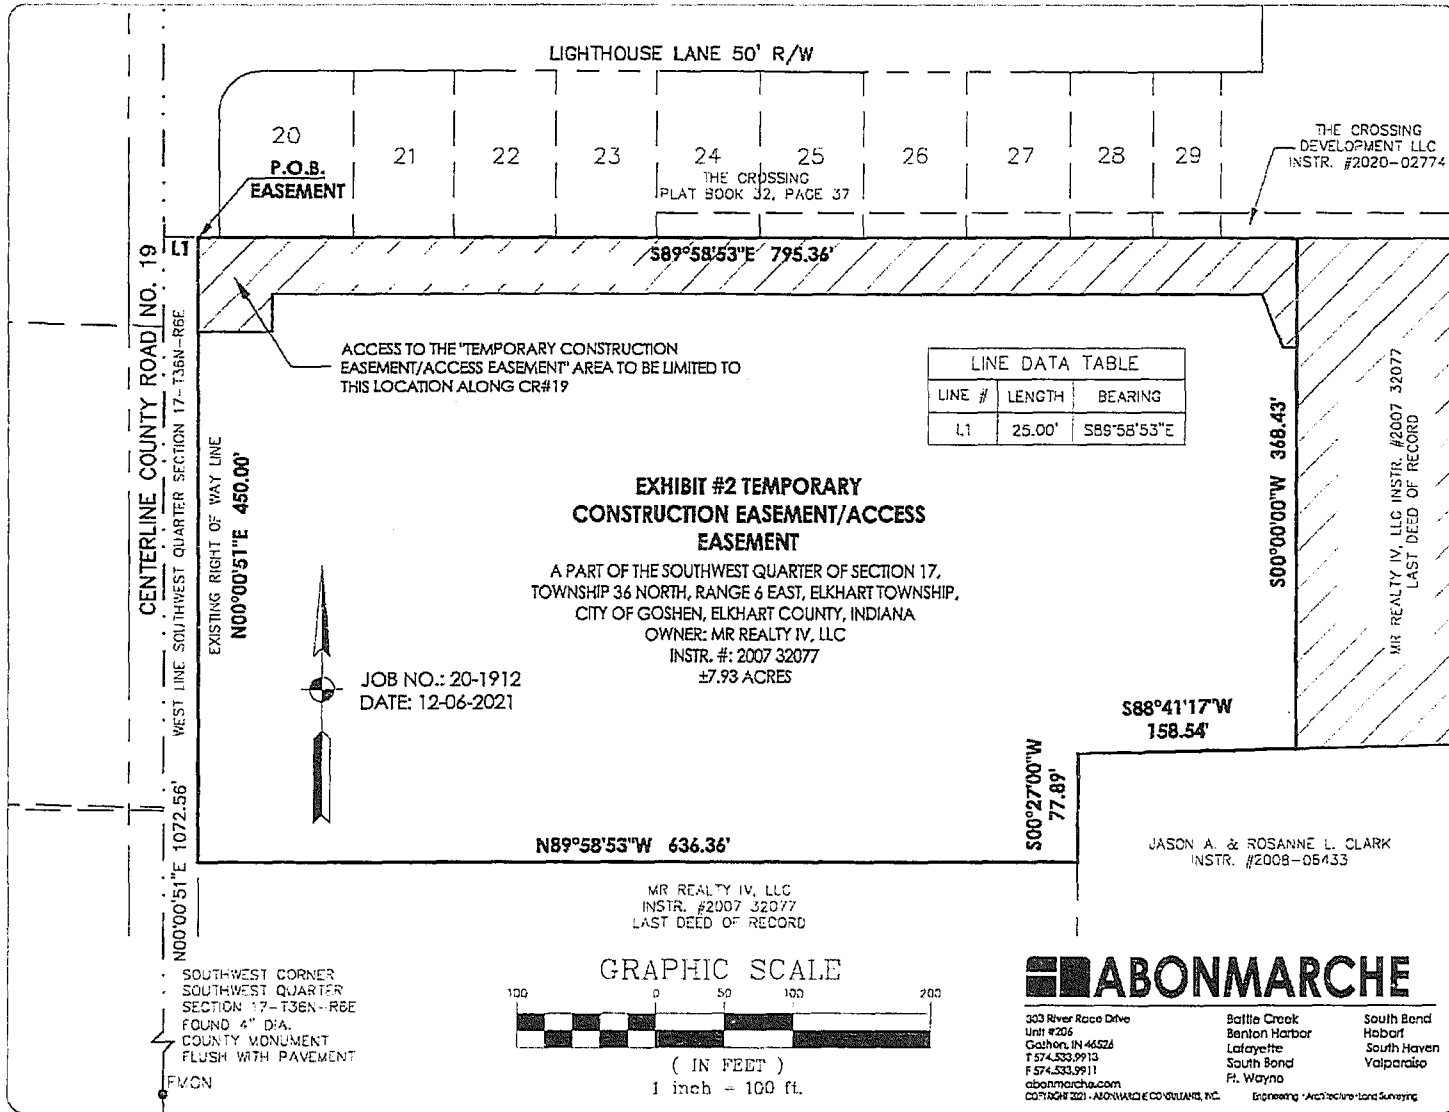 LIGHTHOUSE LANE 50' R/W
20
21
22
23
24
25
26
27
28
29
THE CROSSING
PLAT BOOK 32, PAGE 37
THE CROSSING
DEVELOPMENT LLC
INSTR. #2020-02774
P.O.B.
EASEMENT
L1
S89°58'53"E 795.36'
ACCESS TO THE "TEMPORARY CONSTRUCTION
EASEMENT/ACCESS EASEMENT" AREA TO BE LIMITED TO
THIS LOCATION ALONG CR#19
LINE DATA TABLE
LINE # LENGTH BEARING
L1 25.00' S89°58'53"E
CENTERLINE COUNTY ROAD NO. 19
N00°00'51"E 1072.56' WEST LINE SOUTHWEST QUARTER SECTION 17-T36N-R6E
EXISTING RIGHT OF WAY LINE
N00°00'51"E 450.00'
EXHIBIT #2 TEMPORARY
CONSTRUCTION EASEMENT/ACCESS
EASEMENT
A PART OF THE SOUTHWEST QUARTER OF SECTION 17,
TOWNSHIP 36 NORTH, RANGE 6 EAST, ELKHART TOWNSHIP,
CITY OF GOSHEN, ELKHART COUNTY, INDIANA
OWNER: MR REALTY IV, LLC
INSTR. #: 2007 32077
±7.93 ACRES
JOB NO.: 20-1912
DATE: 12-06-2021
S00°00'00"W 368.43'
MR REALTY IV, LLC INSTR. #2007 32077
LAST DEED OF RECORD
S88°41'17"W
158.54'
S00°27'00"W
77.89'
N89°58'53"W 636.36'
JASON A. & ROSANNE L. CLARK
INSTR. #2008-05433
MR REALTY IV, LLC
INSTR. #2007 32077
LAST DEED OF RECORD
SOUTHWEST CORNER
SOUTHWEST QUARTER
SECTION 17-T36N-R6E
FOUND 4" DIA.
COUNTY MONUMENT
FLUSH WITH PAVEMENT
FMON
GRAPHIC SCALE
100 0 50 100 200
( IN FEET )
1 inch = 100 ft.
ABONMARCHE
303 River Race Drive
Unit #206
Goshen, IN 46526
T 574.533.9913
F 574.533.9911
abonmarche.com
COPYRIGHT 2021 - ABONMARCHE CONSULTANTS, INC.
Battle Creek
Benton Harbor
Lafayette
South Bend
Ft. Wayne
South Bend
Hobart
South Haven
Valparaiso
Engineering · Architecture · Land Surveying